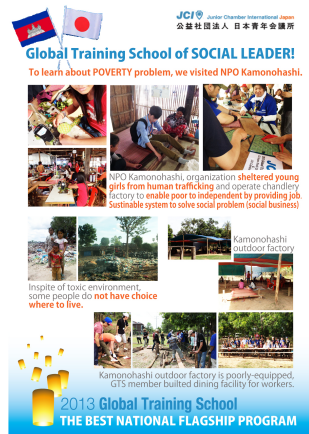 JCI Junior Chamber International Japan
公益社団法人 日本青年会議所
Global Training School of SOCIAL LEADER!
To learn about POVERTY problem, we visited NPO Kamonohashi.
NPO Kamonohashi, organization sheltered young
girls from human trafficking and operate chandlery
factory to enable poor to independent by providing job.
Sustinable system to solve social problem (social business)
Kamonohashi
outdoor factory
Inspite of toxic environment,
some people do not have choice
where to live.
Kamonohashi outdoor factory is poorly-equipped,
GTS member builted dining facility for workers.
2013 Global Training School
THE BEST NATIONAL FLAGSHIP PROGRAM